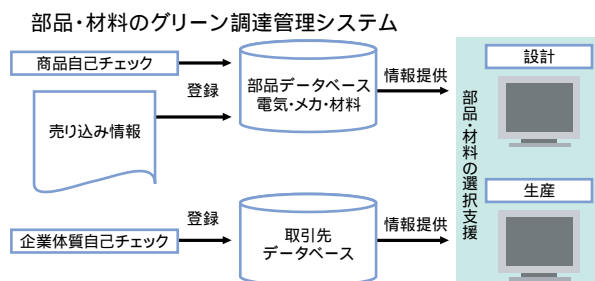 部品・材料のグリーン調達管理システム
商品自己チェック
登録
売り込み情報
部品データベース
電気・メカ・材料
情報提供
企業体質自己チェック
登録
取引先
データベース
情報提供
部品・材料の選択支援
設計
生産